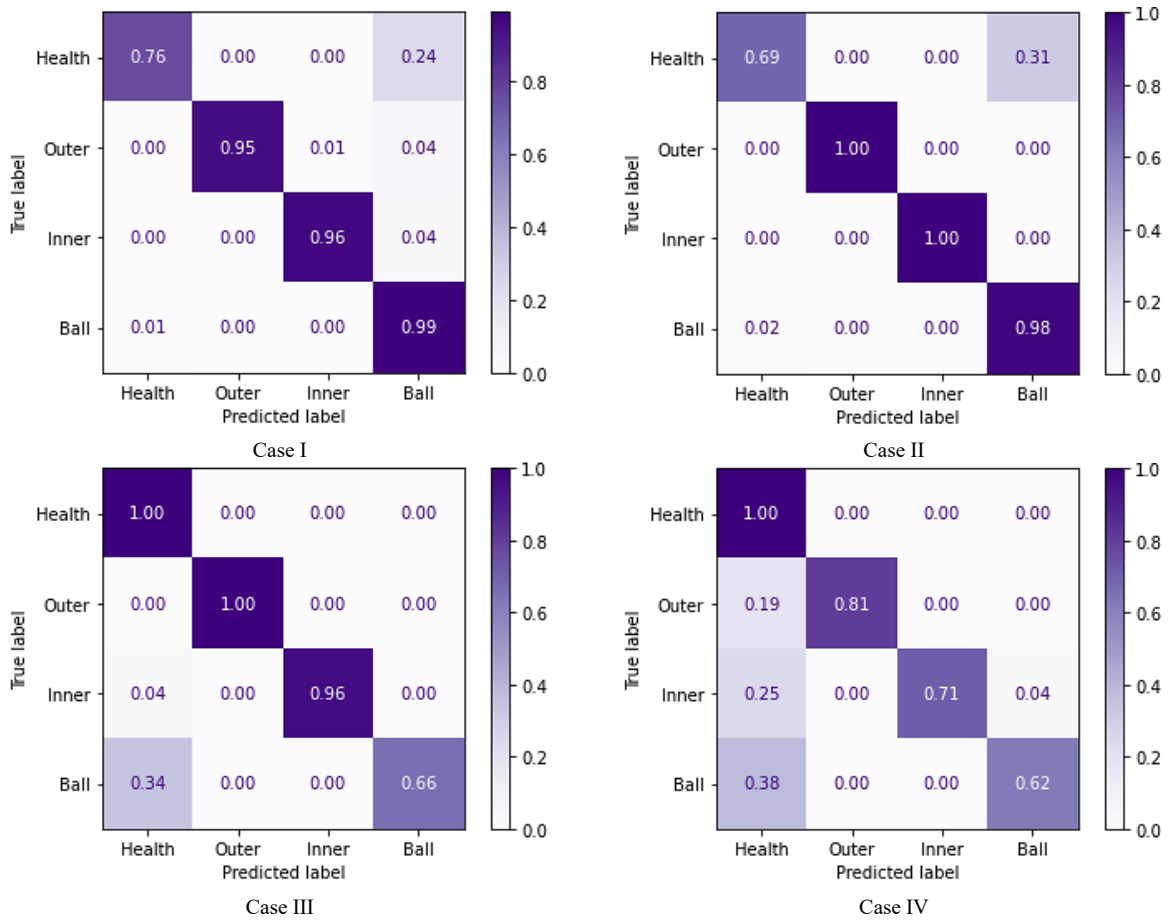 Health 0.76 0.00 0.00 0.24
Outer 0.00 0.95 0.01 0.04
Inner 0.00 0.00 0.96 0.04
Ball 0.01 0.00 0.00 0.99
Health Outer Inner Ball
Predicted label
True label
0.8
0.6
0.4
0.2
0.0
Case I
Health 0.69 0.00 0.00 0.31
Outer 0.00 1.00 0.00 0.00
Inner 0.00 0.00 1.00 0.00
Ball 0.02 0.00 0.00 0.98
Health Outer Inner Ball
Predicted label
True label
1.0
0.8
0.6
0.4
0.2
0.0
Case II
Health 1.00 0.00 0.00 0.00
Outer 0.00 1.00 0.00 0.00
Inner 0.04 0.00 0.96 0.00
Ball 0.34 0.00 0.00 0.66
Health Outer Inner Ball
Predicted label
True label
1.0
0.8
0.6
0.4
0.2
0.0
Case III
Health 1.00 0.00 0.00 0.00
Outer 0.19 0.81 0.00 0.00
Inner 0.25 0.00 0.71 0.04
Ball 0.38 0.00 0.00 0.62
Health Outer Inner Ball
Predicted label
True label
1.0
0.8
0.6
0.4
0.2
0.0
Case IV